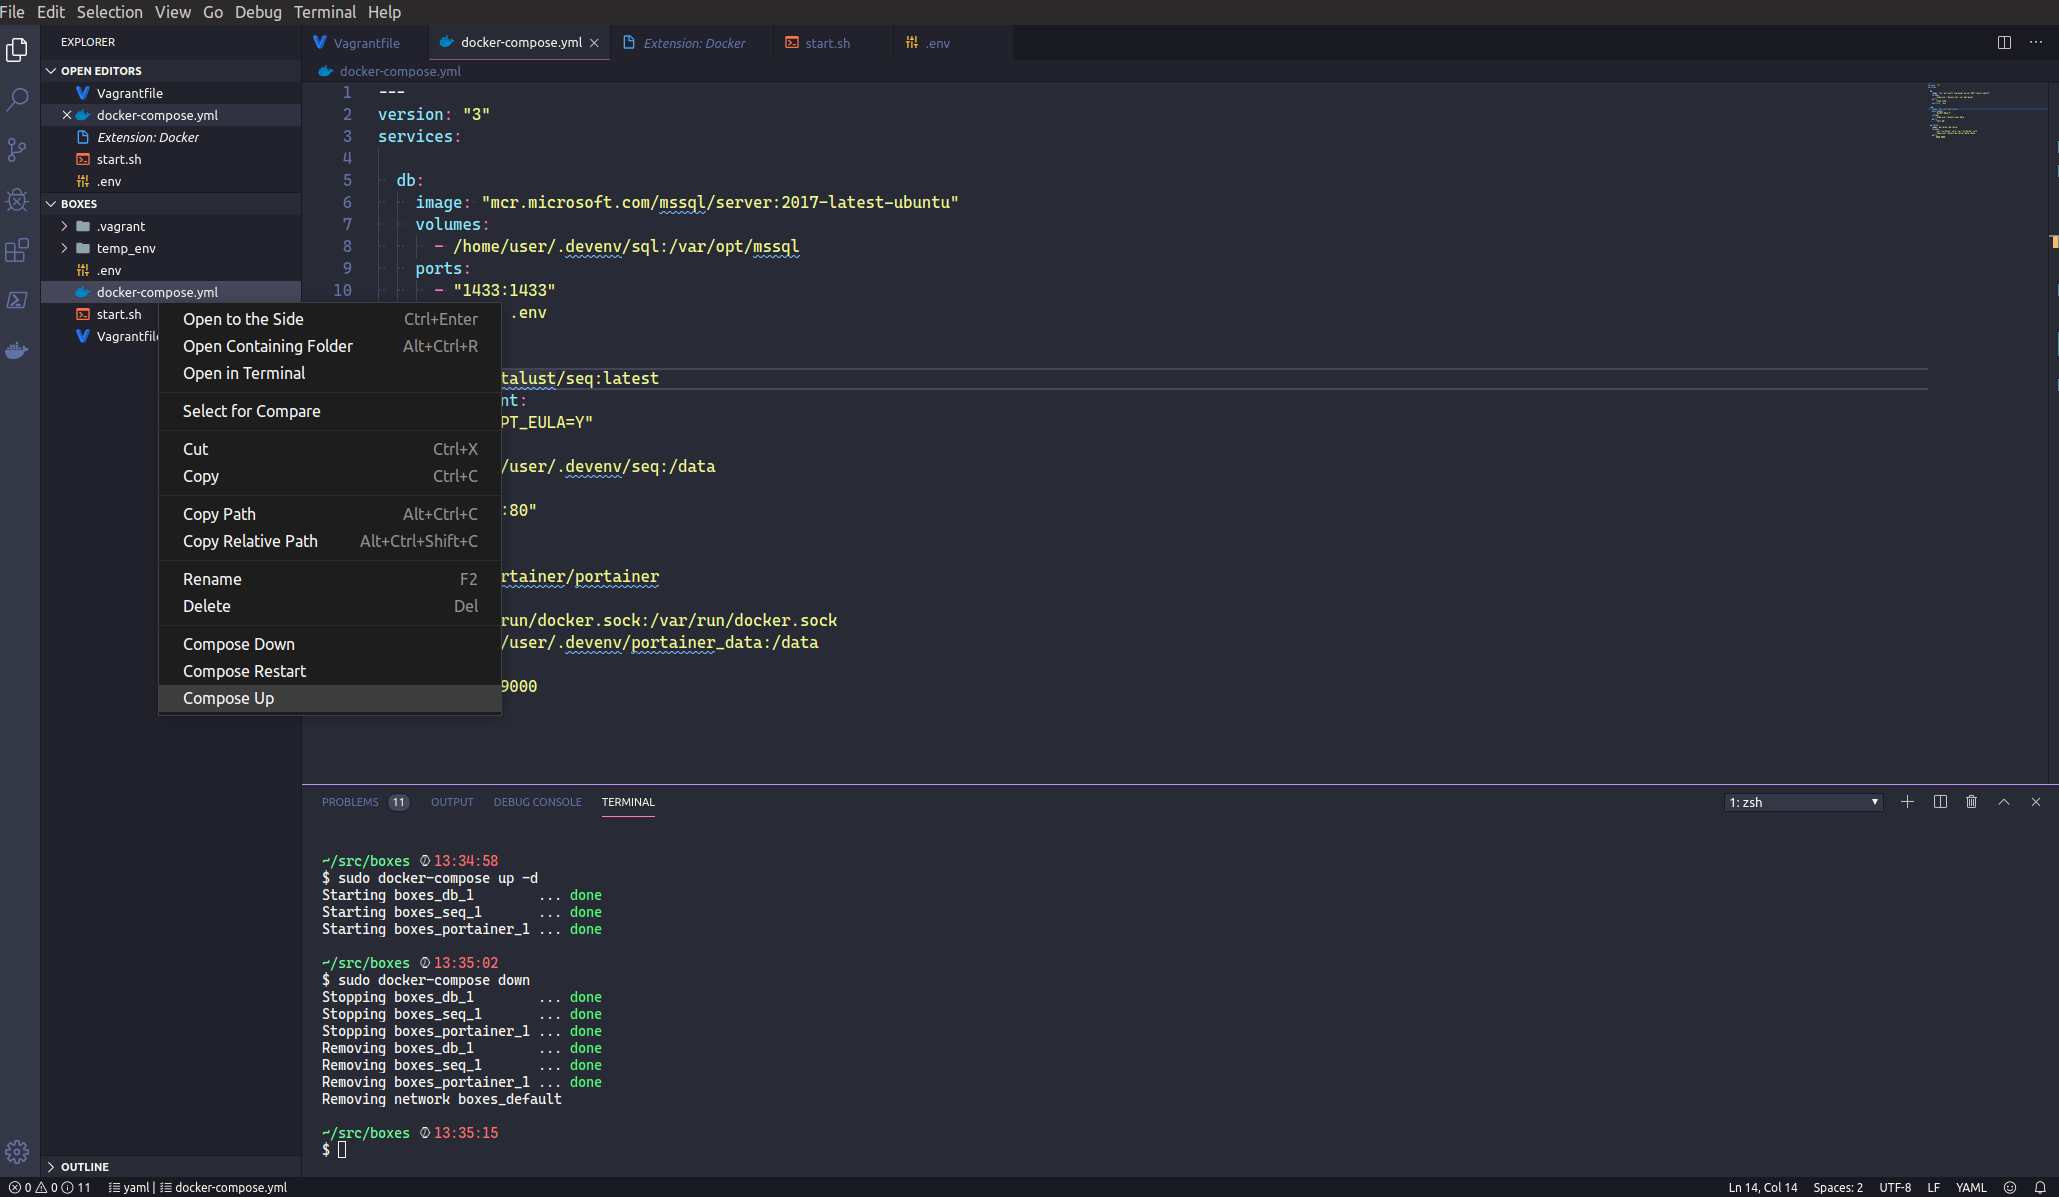 File Edit Selection View Go Debug Terminal Help
EXPLORER
OPEN EDITORS
Vagrantfile
docker-compose.yml
Extension: Docker
start.sh
.env
BOXES
.vagrant
temp_env
.env
docker-compose.yml
start.sh
Vagrantfile
OUTLINE
Vagrantfile docker-compose.yml Extension: Docker start.sh .env
docker-compose.yml
1 ---
2 version: "3"
3 services:
4
5 db:
6 image: "mcr.microsoft.com/mssql/server:2017-latest-ubuntu"
7 volumes:
8 - /home/user/.devenv/sql:/var/opt/mssql
9 ports:
10 - "1433:1433"
.env
talust/seq:latest
nt:
PT_EULA=Y"
/user/.devenv/seq:/data
:80"
rtainer/portainer
run/docker.sock:/var/run/docker.sock
/user/.devenv/portainer_data:/data
9000
Open to the Side Ctrl+Enter
Open Containing Folder Alt+Ctrl+R
Open in Terminal
Select for Compare
Cut Ctrl+X
Copy Ctrl+C
Copy Path Alt+Ctrl+C
Copy Relative Path Alt+Ctrl+Shift+C
Rename F2
Delete Del
Compose Down
Compose Restart
Compose Up
PROBLEMS 11 OUTPUT DEBUG CONSOLE TERMINAL 1: zsh
~/src/boxes 13:34:58
$ sudo docker-compose up -d
Starting boxes_db_1 ... done
Starting boxes_seq_1 ... done
Starting boxes_portainer_1 ... done
~/src/boxes 13:35:02
$ sudo docker-compose down
Stopping boxes_db_1 ... done
Stopping boxes_seq_1 ... done
Stopping boxes_portainer_1 ... done
Removing boxes_db_1 ... done
Removing boxes_seq_1 ... done
Removing boxes_portainer_1 ... done
Removing network boxes_default
~/src/boxes 13:35:15
$
0 0 11 yaml | docker-compose.yml Ln 14, Col 14 Spaces: 2 UTF-8 LF YAML